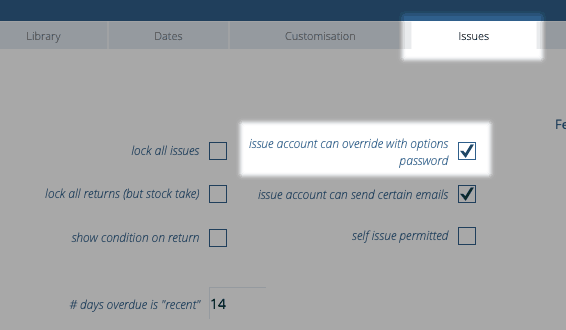 Library
Dates
Customisation
Issues
Fe
lock all issues
issue account can override with options
password
lock all returns (but stock take)
issue account can send certain emails
show condition on return
self issue permitted
# days overdue is "recent"
14